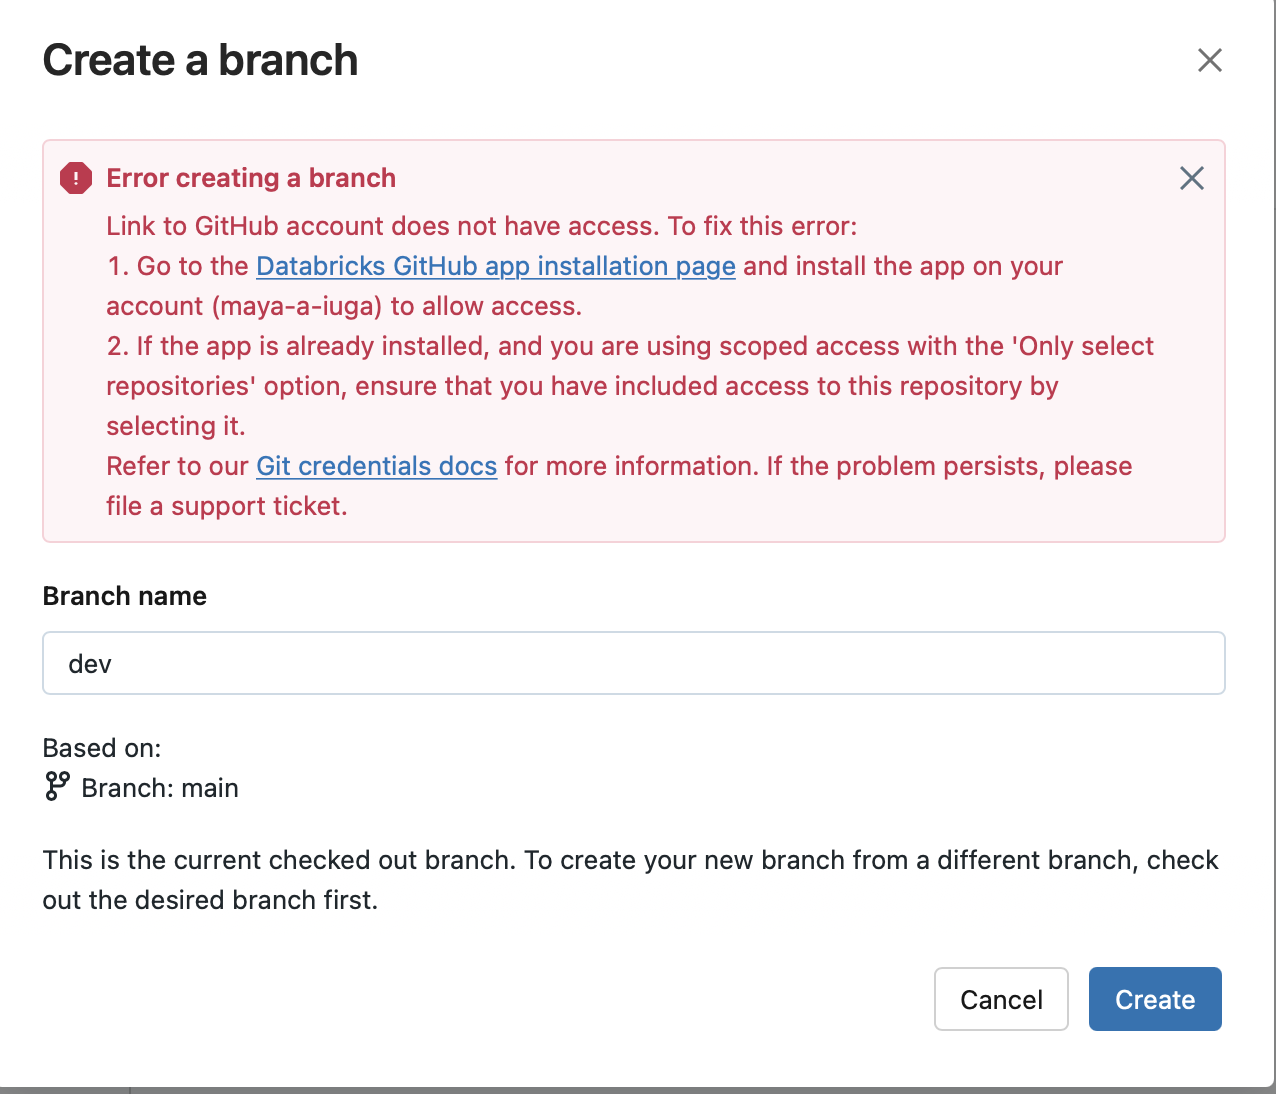 Create a branch
Error creating a branch
Link to GitHub account does not have access. To fix this error:
1. Go to the Databricks GitHub app installation page and install the app on your
account (maya-a-iuga) to allow access.
2. If the app is already installed, and you are using scoped access with the 'Only select
repositories' option, ensure that you have included access to this repository by
selecting it.
Refer to our Git credentials docs for more information. If the problem persists, please
file a support ticket.
Branch name
dev
Based on:
Branch: main
This is the current checked out branch. To create your new branch from a different branch, check
out the desired branch first.
Cancel
Create